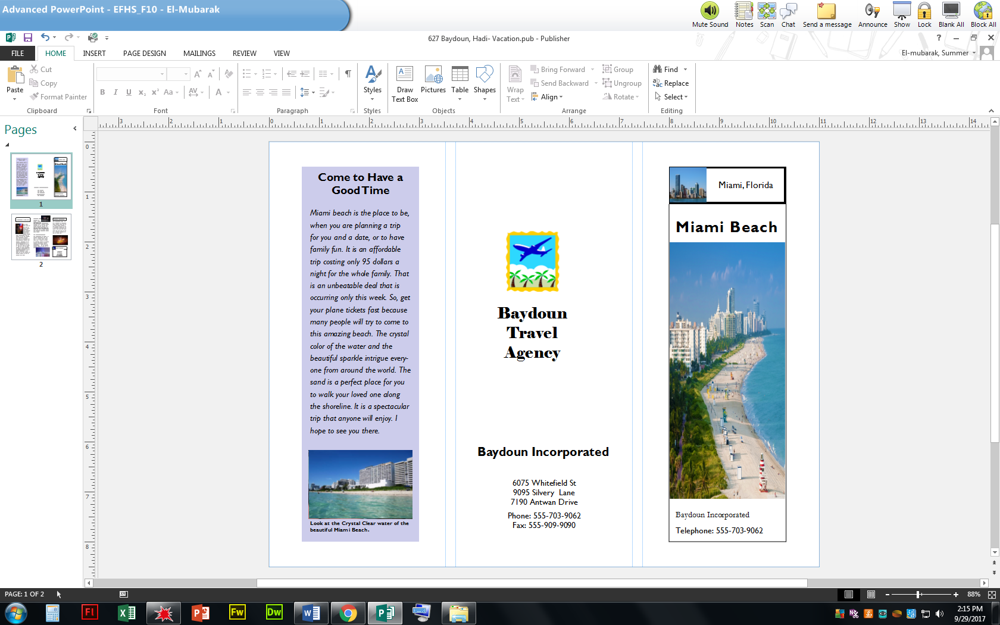 Advanced PowerPoint - EFHS_F10 - El-Mubarak
Mute Sound Notes Scan Chat Send a message Announce Show Lock Blank All Block All
627 Baydoun, Hadi- Vacation.pub - Publisher
FILE HOME INSERT PAGE DESIGN MAILINGS REVIEW VIEW
El-mubarak, Summer
Paste
Cut
Copy
Format Painter
Clipboard
Font
Paragraph
Styles
Styles
Draw
Text Box
Pictures
Table
Shapes
Objects
Wrap
Text
Bring Forward
Send Backward
Align
Group
Ungroup
Rotate
Arrange
Find
Replace
Select
Editing
Pages
1
2
Come to Have a
Good Time
Miami beach is the place to be,
when you are planning a trip
for you and a date, or to have
family fun. It is an affordable
trip costing only 95 dollars a
night for the whole family. That
is an unbeatable deal that is
occurring only this week. So, get
your plane tickets fast because
many people will try to come to
this amazing beach. The crystal
color of the water and the
beautiful sparkle intrigue every-
one from around the world. The
sand is a perfect place for you
to walk your loved one along
the shoreline. It is a spectacular
trip that anyone will enjoy. I
hope to see you there.
Look at the Crystal Clear water of the
beautiful Miami Beach.
Baydoun
Travel
Agency
Baydoun Incorporated
6075 Whitefield St
9095 Silvery Lane
7190 Antwan Drive
Phone: 555-703-9062
Fax: 555-909-9090
Miami, Florida
Miami Beach
Baydoun Incorporated
Telephone: 555-703-9062
PAGE: 1 OF 2
88%
2:15 PM
9/29/2017